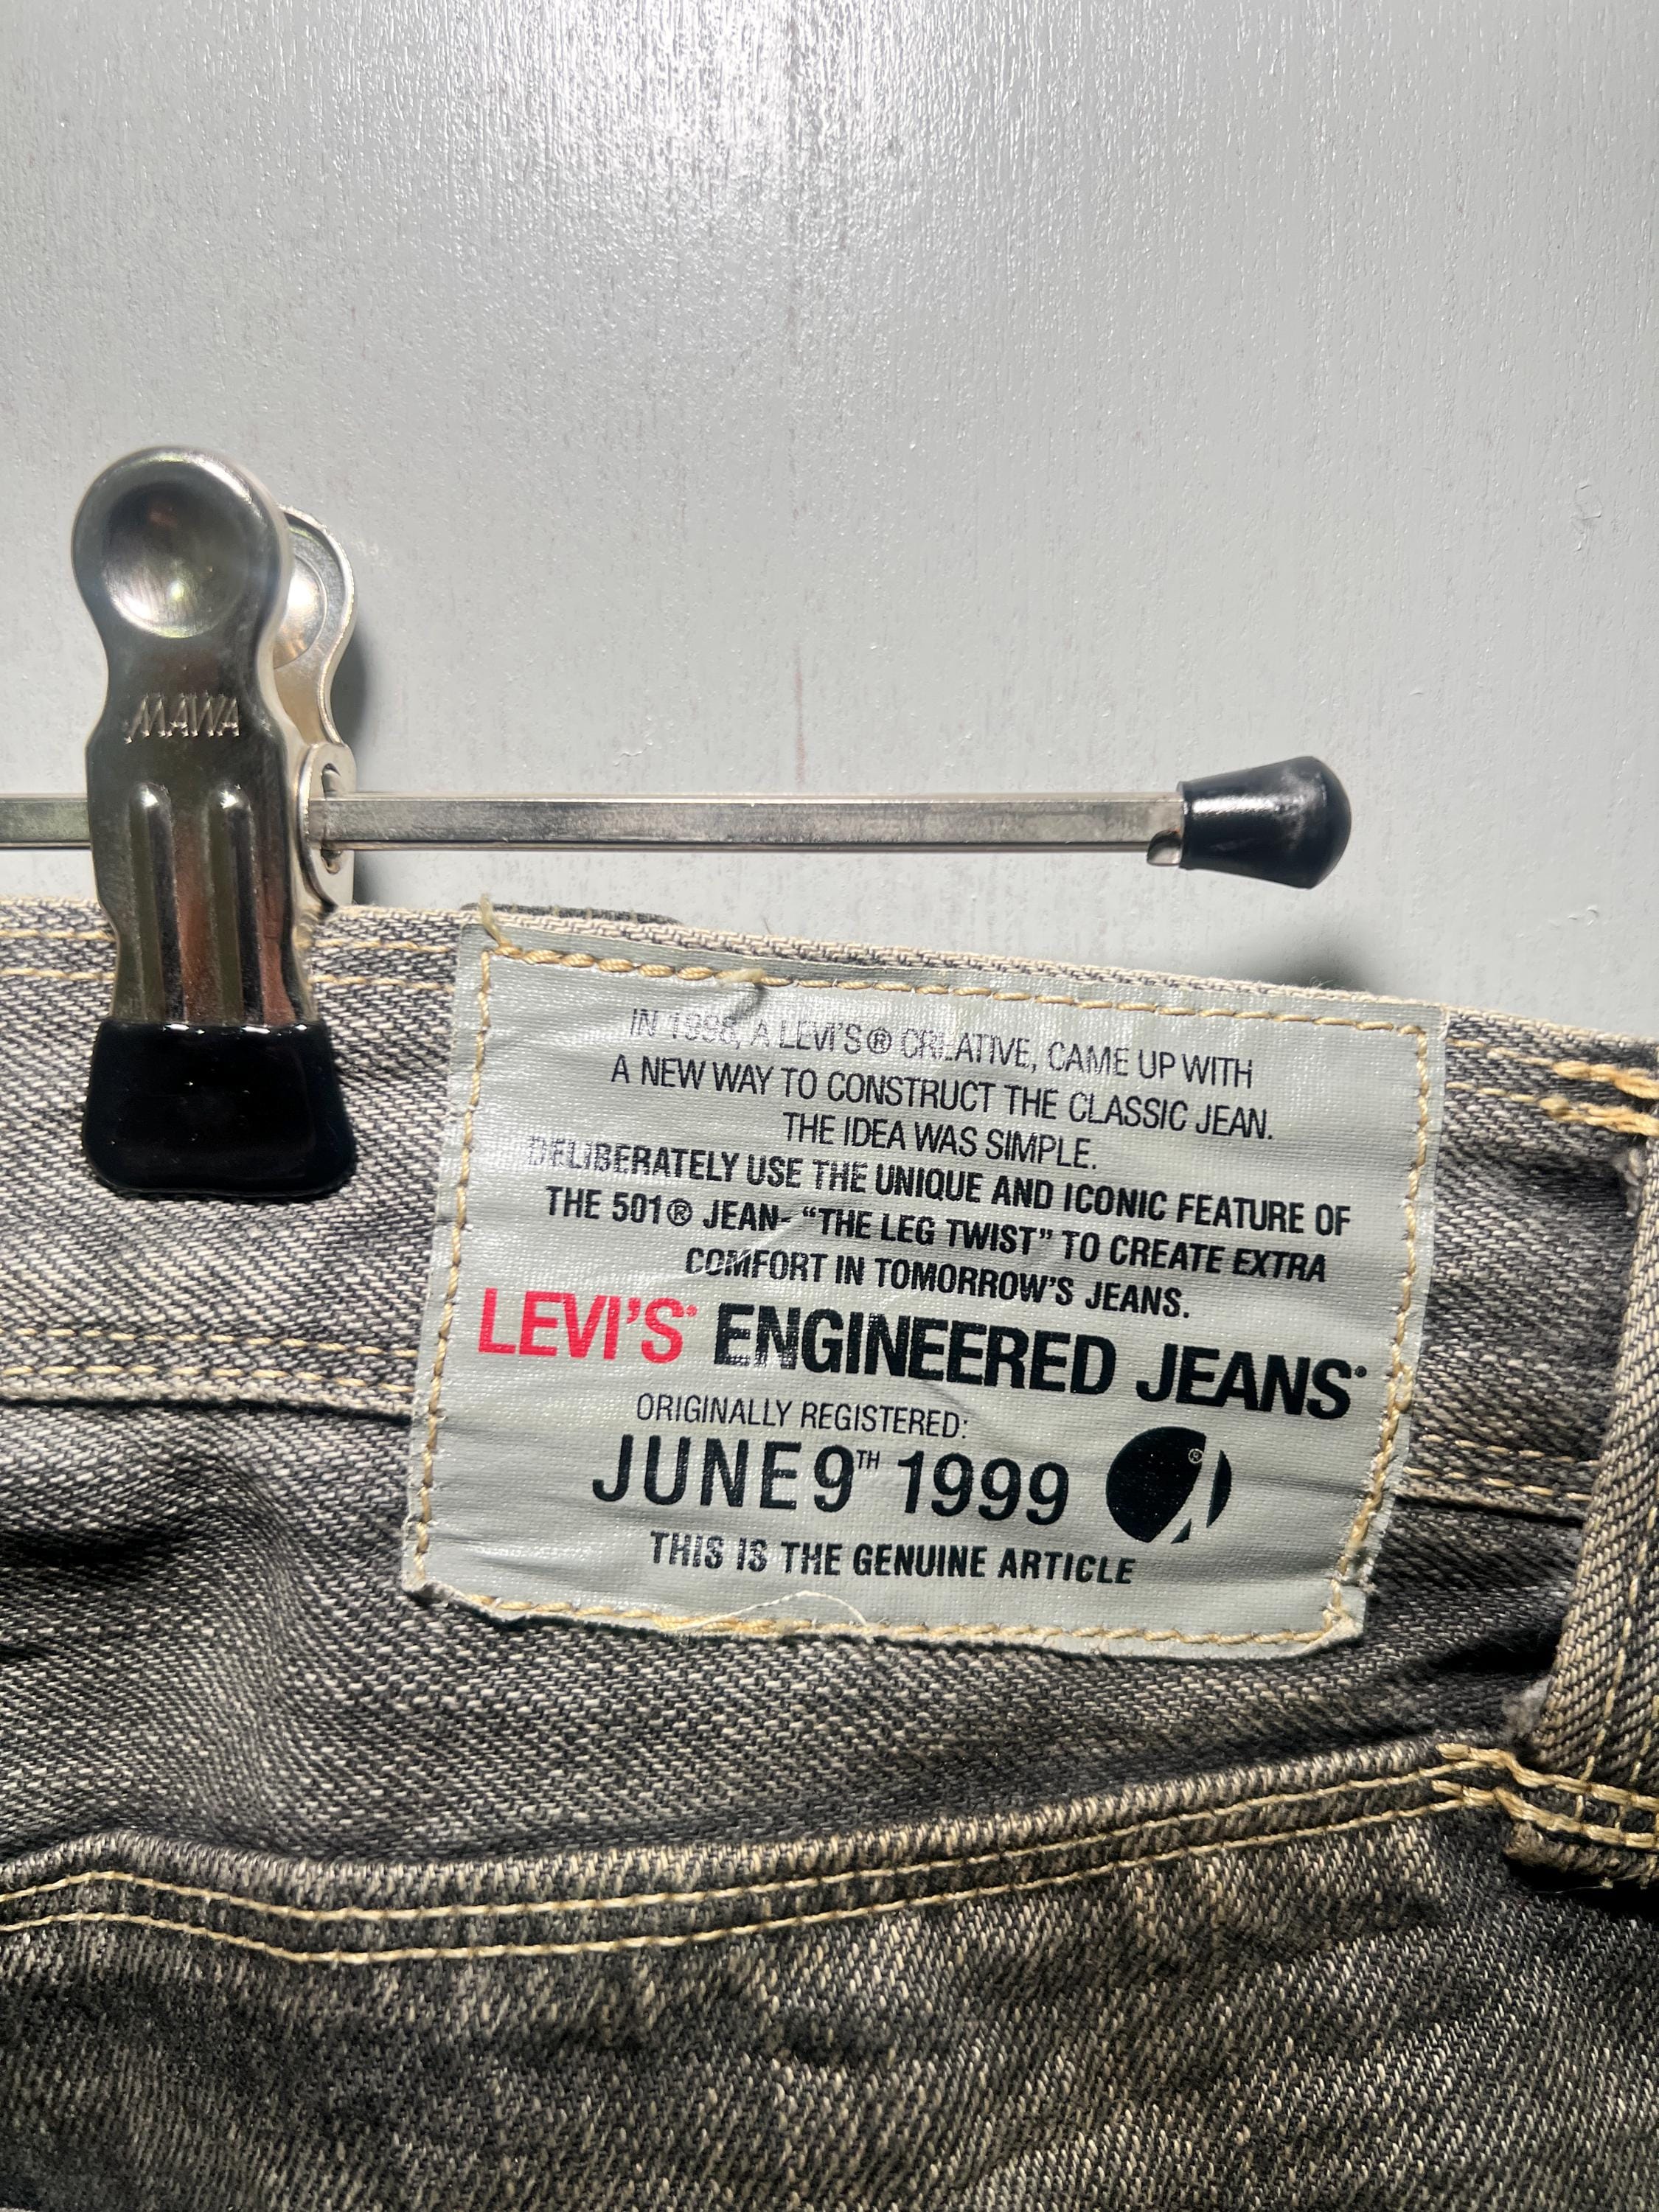 MAWA
IN 1998, A LEVI'S® CREATIVE, CAME UP WITH
A NEW WAY TO CONSTRUCT THE CLASSIC JEAN.
THE IDEA WAS SIMPLE.
DELIBERATELY USE THE UNIQUE AND ICONIC FEATURE OF
THE 501® JEAN- “THE LEG TWIST” TO CREATE EXTRA
COMFORT IN TOMORROW'S JEANS.
LEVI'S® ENGINEERED JEANS®
ORIGINALLY REGISTERED:
JUNE 9TH 1999
®
THIS IS THE GENUINE ARTICLE